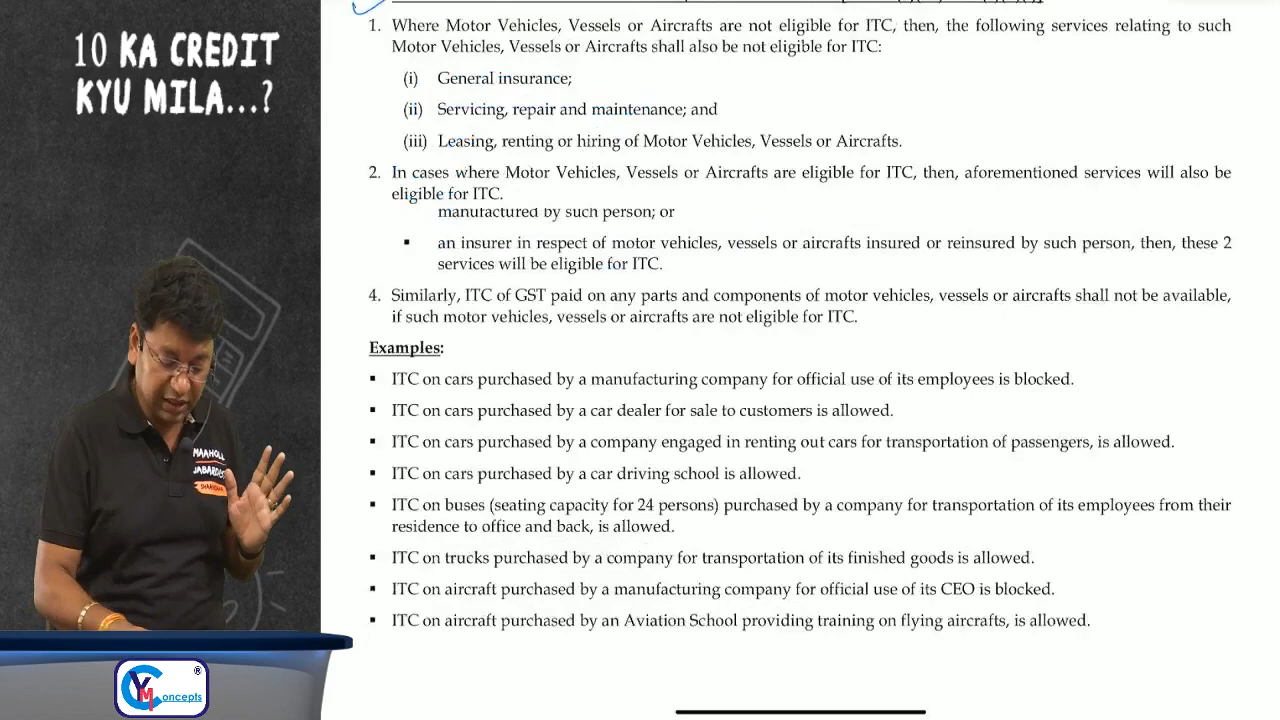 10 KA CREDIT
KYU MILA...?
1. Where Motor Vehicles, Vessels or Aircrafts are not eligible for ITC, then, the following services relating to such
Motor Vehicles, Vessels or Aircrafts shall also be not eligible for ITC:
(i) General insurance;
(ii) Servicing, repair and maintenance; and
(iii) Leasing, renting or hiring of Motor Vehicles, Vessels or Aircrafts.
2. In cases where Motor Vehicles, Vessels or Aircrafts are eligible for ITC, then, aforementioned services will also be
eligible for ITC.
manufactured by such person; or
▪ an insurer in respect of motor vehicles, vessels or aircrafts insured or reinsured by such person, then, these 2
services will be eligible for ITC.
4. Similarly, ITC of GST paid on any parts and components of motor vehicles, vessels or aircrafts shall not be available,
if such motor vehicles, vessels or aircrafts are not eligible for ITC.
Examples:
▪ ITC on cars purchased by a manufacturing company for official use of its employees is blocked.
▪ ITC on cars purchased by a car dealer for sale to customers is allowed.
▪ ITC on cars purchased by a company engaged in renting out cars for transportation of passengers, is allowed.
▪ ITC on cars purchased by a car driving school is allowed.
▪ ITC on buses (seating capacity for 24 persons) purchased by a company for transportation of its employees from their
residence to office and back, is allowed.
▪ ITC on trucks purchased by a company for transportation of its finished goods is allowed.
▪ ITC on aircraft purchased by a manufacturing company for official use of its CEO is blocked.
▪ ITC on aircraft purchased by an Aviation School providing training on flying aircrafts, is allowed.
MAAHOUL
YM Concepts ®